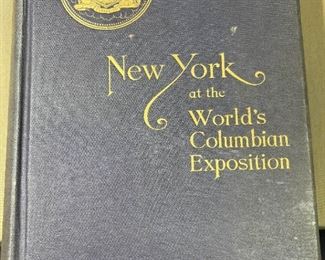 New York
at the
World's
Columbian
Exposition